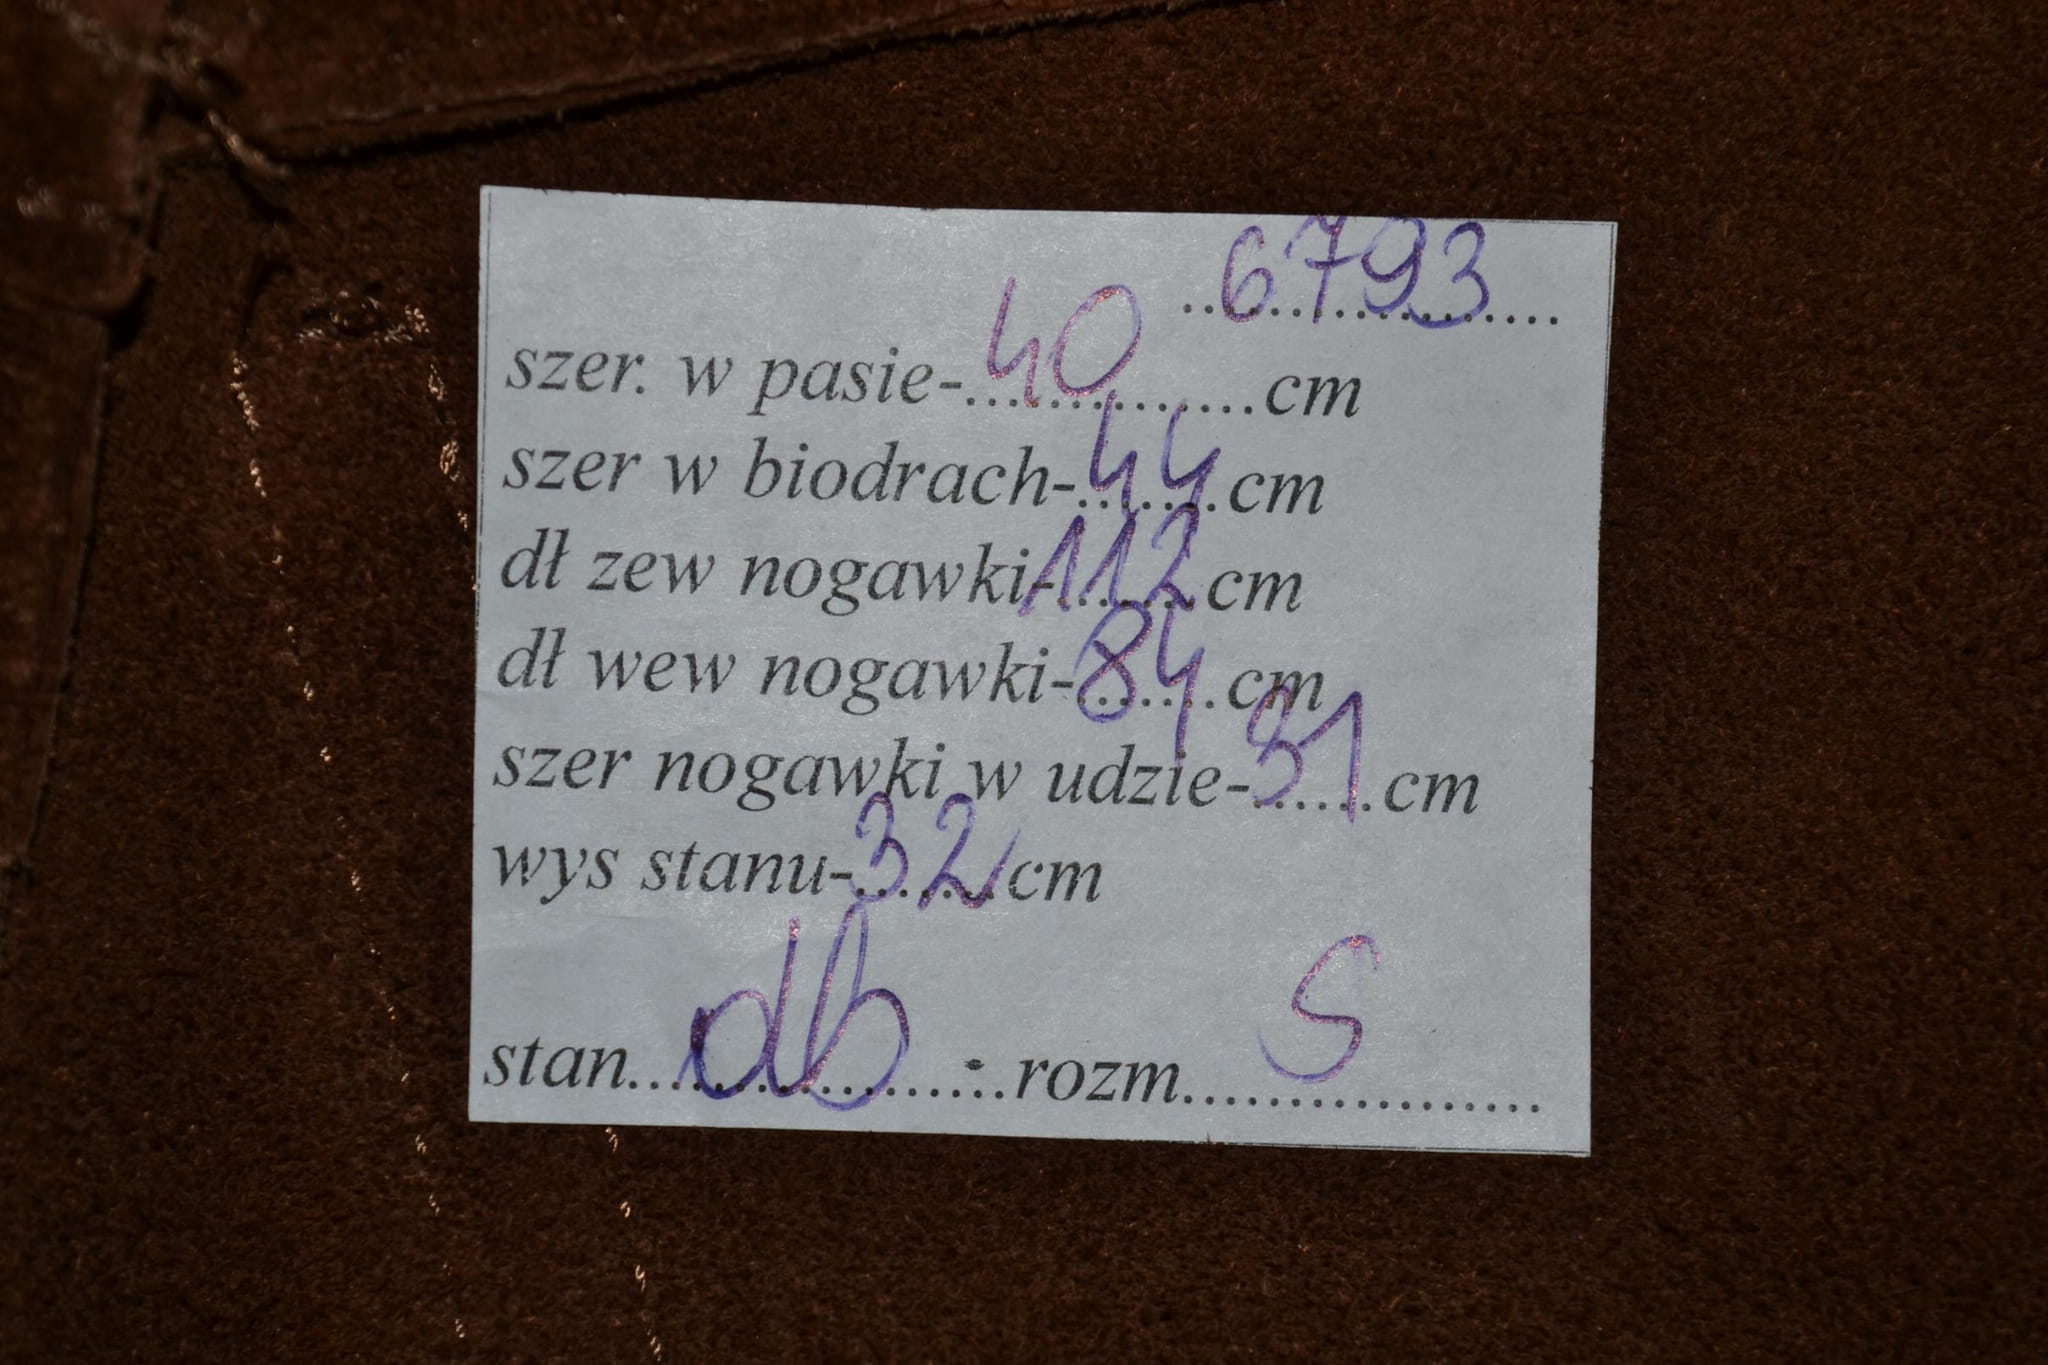 ..6793..................
szer. w pasie-..40.............cm
szer w biodrach-..44.....cm
dł zew nogawki-112......cm
dł wew nogawki-.84......cm
szer nogawki w udzie-.31.....cm
wys stanu-32......cm
stan....db..............rozm....S..............